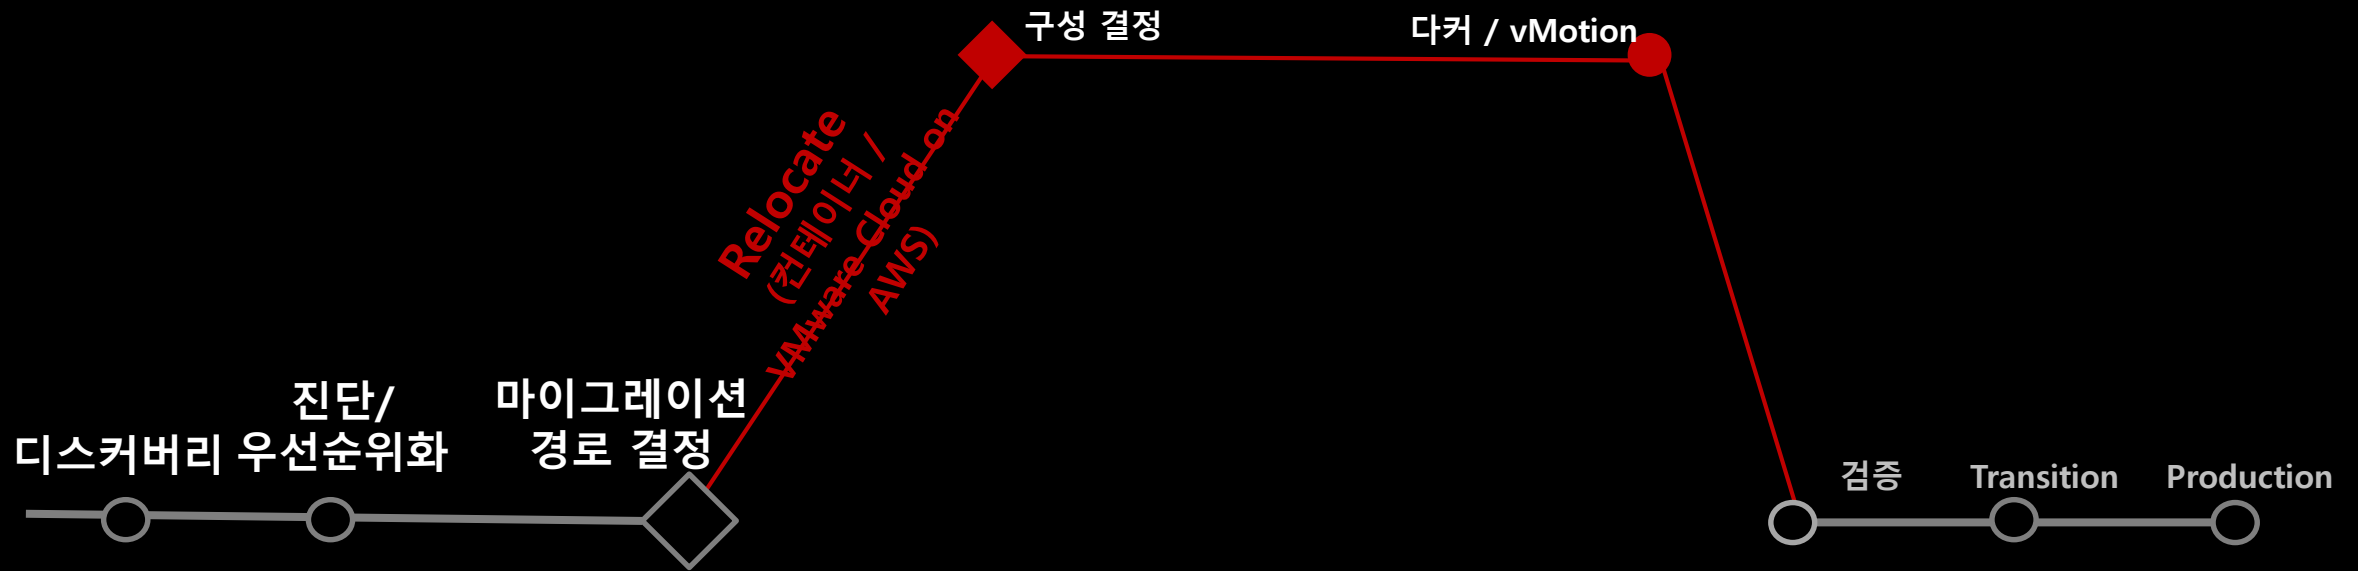 구성 결정
다커 / vMotion
Relocate
(컨테이너 /
VMware Cloud on
AWS)
진단/
우선순위화
마이그레이션
경로 결정
디스커버리
검증
Transition
Production